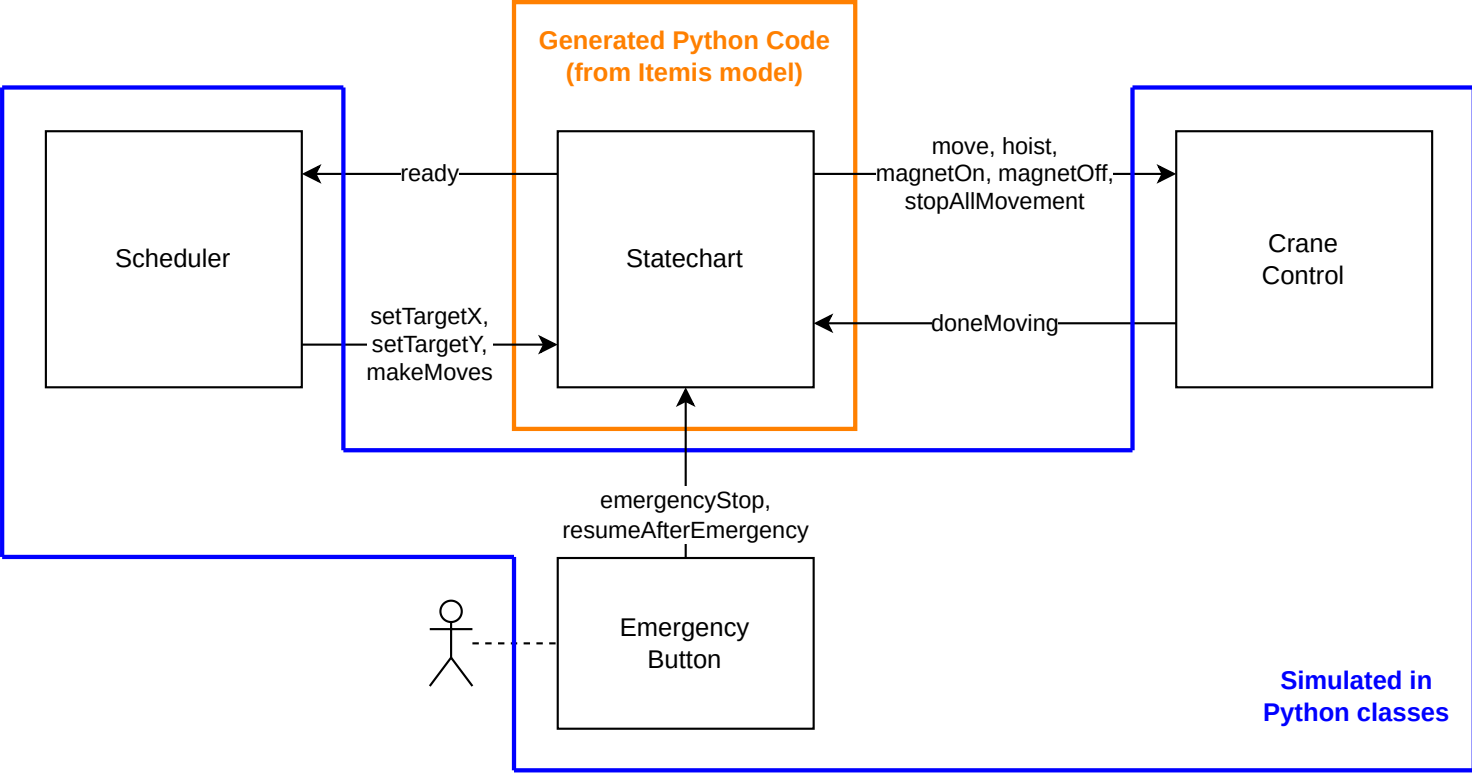 Generated Python Code
(from Itemis model)
Scheduler
ready
setTargetX,
setTargetY,
makeMoves
Statechart
move, hoist,
magnetOn, magnetOff,
stopAllMovement
doneMoving
Crane
Control
emergencyStop,
resumeAfterEmergency
Emergency
Button
Simulated in
Python classes